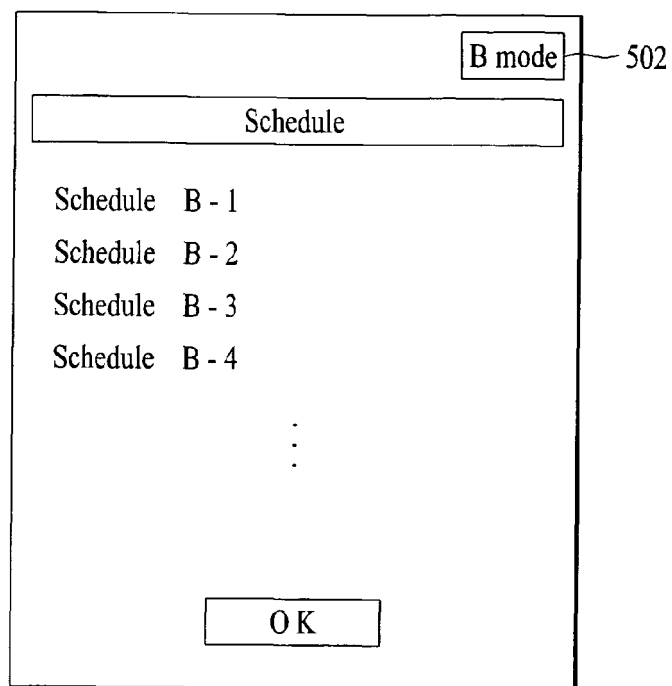 B mode 502
Schedule
Schedule B - 1
Schedule B - 2
Schedule B - 3
Schedule B - 4
OK